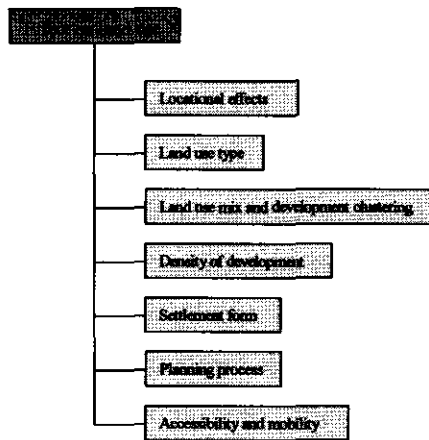 Locational effects
Land use type
Land use mix and development clustering
Density of development
Settlement form
Planning process
Accessibility and mobility